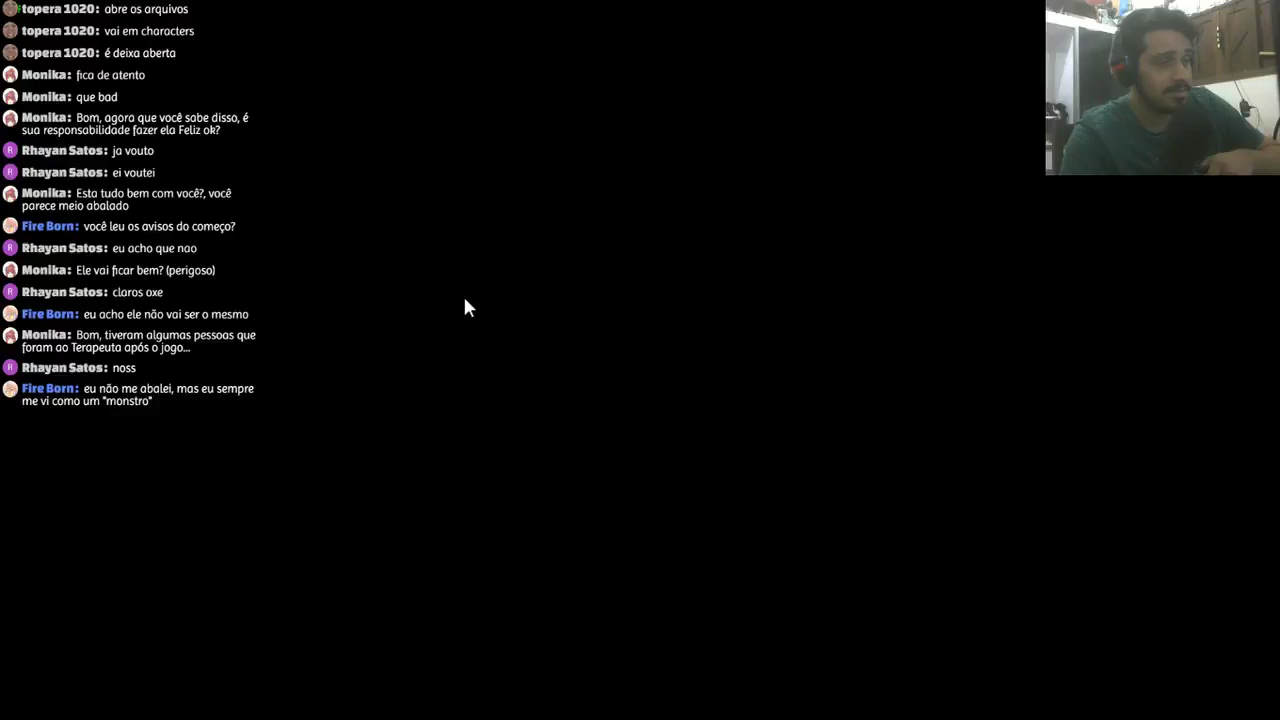 topera 1020: abre os arquivos
topera 1020: vai em characters
topera 1020: é deixa aberta
Monika: fica de atento
Monika: que bad
Monika: Bom, agora que você sabe disso, é
sua responsabilidade fazer ela Feliz ok?
R Rhayan Satos: ja vouto
R Rhayan Satos: ei voutei
Monika: Esta tudo bem com você?, você
parece meio abalado
Fire Born: você leu os avisos do começo?
R Rhayan Satos: eu acho que nao
Monika: Ele vai ficar bem? (perigoso)
R Rhayan Satos: claros oxe
Fire Born: eu acho ele não vai ser o mesmo
Monika: Bom, tiveram algumas pessoas que
foram ao Terapeuta após o jogo...
R Rhayan Satos: noss
Fire Born: eu não me abalei, mas eu sempre
me vi como um "monstro"